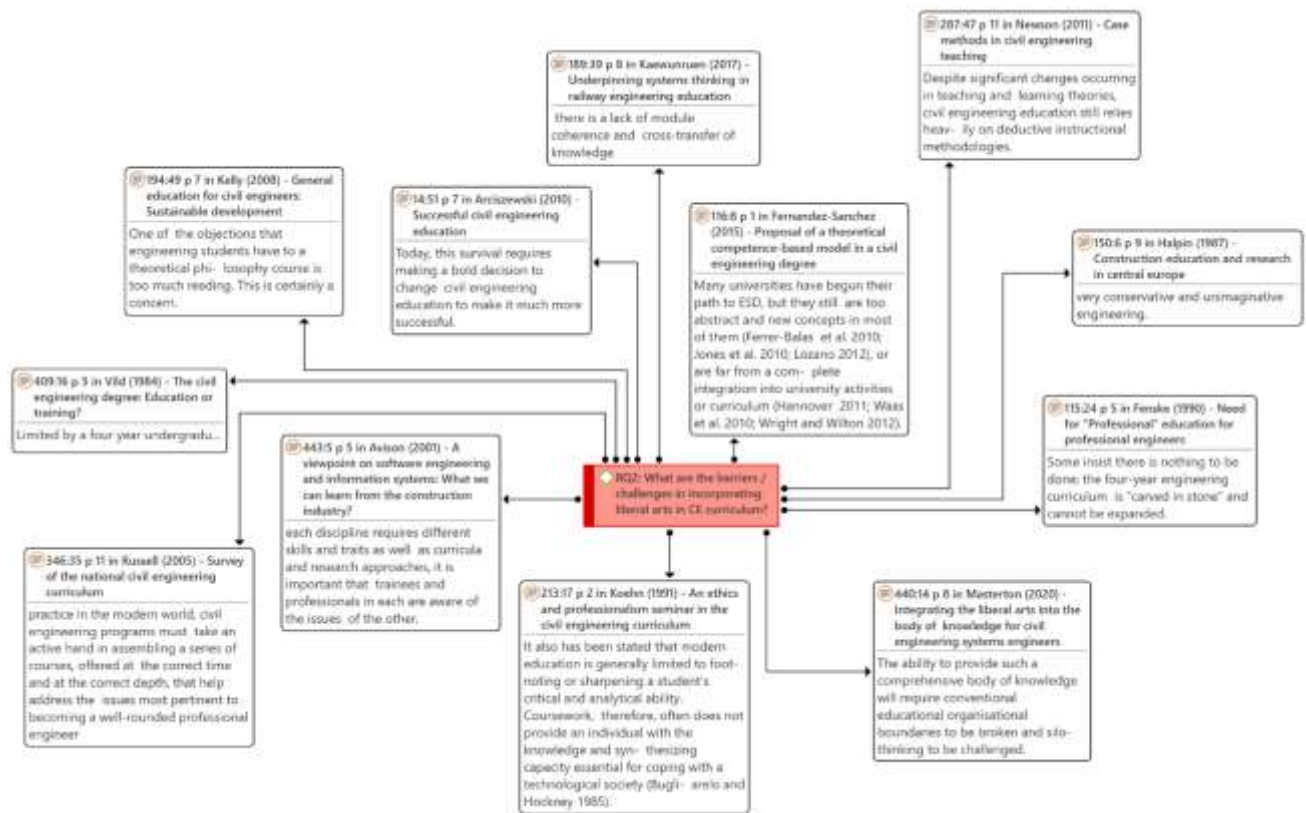 287:47 p 11 in Newson (2011) - Case
methods in civil engineering
teaching
Despite significant changes occurring
in teaching and learning theories,
civil engineering education still relies
heav- ily on deductive instructional
methodologies.
189:39 p 8 in Kaewunruen (2017) -
Underpinning systems thinking in
railway engineering education
there is a lack of module
coherence and cross-transfer of
knowledge
194:49 p 7 in Kelly (2008) - General
education for civil engineers:
Sustainable development
One of the objections that
engineering students have to a
theoretical phi- losophy course is
too much reading. This is certainly a
concern.
14:51 p 7 in Arciszewski (2010) -
Successful civil engineering
education
Today, this survival requires
making a bold decision to
change civil engineering
education to make it much more
successful.
116:6 p 1 in Fernandez-Sanchez
(2015) - Proposal of a theoretical
competence-based model in a civil
engineering degree
Many universities have begun their
path to ESD, but they still are too
abstract and new concepts in most
of them (Ferrer-Balas et al. 2010;
Jones et al. 2010; Lozano 2012), or
are far from a com- plete
integration into university activities
or curriculum (Hannover 2011; Waas
et al. 2010; Wright and Wilton 2012).
150:6 p 9 in Halpin (1987) -
Construction education and research
in central europe
very conservative and unsmaginative
engineering.
409:16 p 3 in Vild (1984) - The civil
engineering degree: Education or
training?
Limited by a four year undergradu...
115:24 p 5 in Fenske (1990) - Need
for "Professional" education for
professional engineers
Some insist there is nothing to be
done; the four-year engineering
curriculum is "carved in stone" and
cannot be expanded.
443:5 p 5 in Avison (2001) - A
viewpoint on software engineering
and information systems: What we
can learn from the construction
industry?
each discipline requires different
skills and traits as well as curricula
and research approaches, it is
important that trainees and
professionals in each are aware of
the issues of the other.
RQ2: What are the barriers /
challenges in incorporating
liberal arts in CE curriculum?
346:35 p 11 in Russell (2005) - Survey
of the national civil engineering
curriculum
practice in the modern world, civil
engineering programs must take an
active hand in assembling a series of
courses, offered at the correct time
and at the correct depth, that help
address the issues most pertinent to
becoming a well-rounded professional
engineer
213:17 p 2 in Koehn (1991) - An ethics
and professionalism seminar in the
civil engineering curriculum
It also has been stated that modern
education is generally limited to foot-
noting or sharpening a student's
critical and analytical ability.
Coursework, therefore, often does not
provide an individual with the
knowledge and syn- thesizing
capacity essential for coping with a
technological society (Bugli- arelo and
Hockney 1985).
440:14 p 8 in Masterton (2020) -
Integrating the liberal arts into the
body of knowledge for civil
engineering systems engineers
The ability to provide such a
comprehensive body of knowledge
will require conventional
educational organisational
boundaries to be broken and silo-
thinking to be challenged.